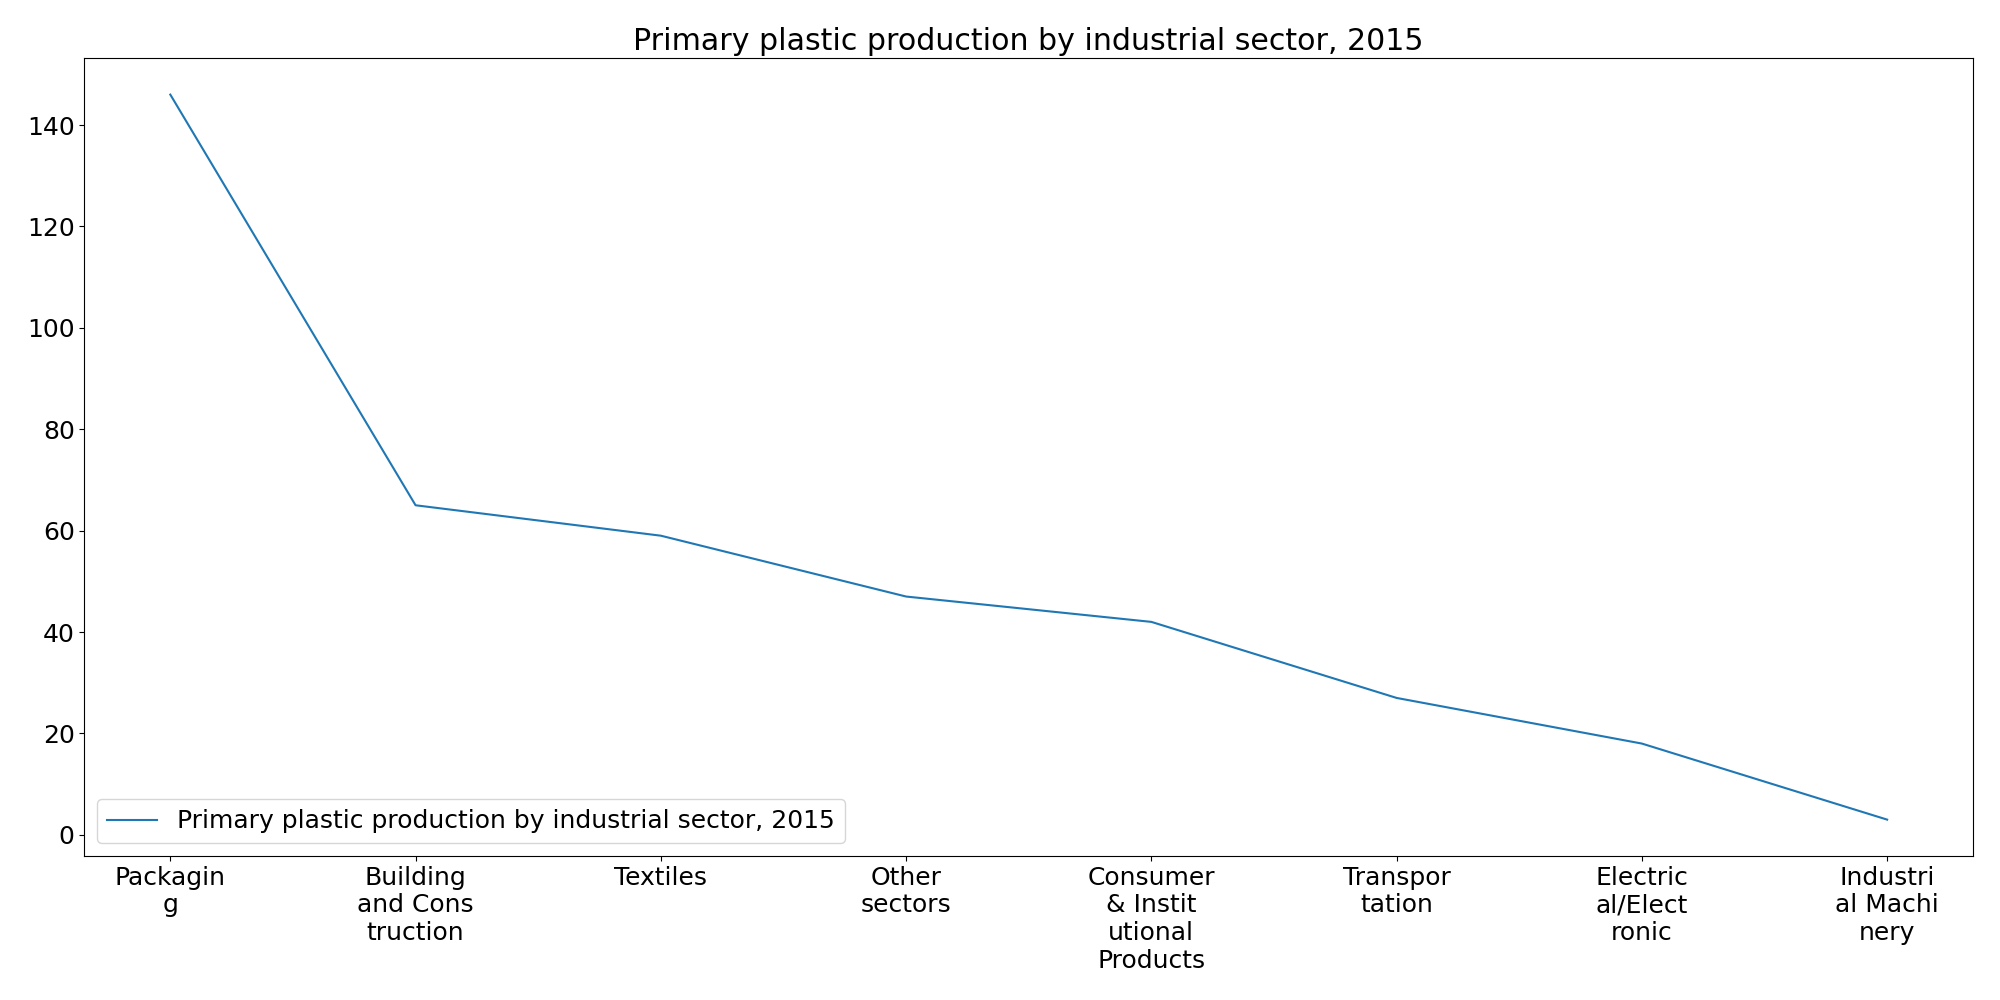 Primary plastic production by industrial sector, 2015
140
120
100
80
60
40
20
0
Primary plastic production by industrial sector, 2015
Packagin
g
Building
and Cons
truction
Textiles
Other
sectors
Consumer
& Instit
utional
Products
Transpor
tation
Electric
al/Elect
ronic
Industri
al Machi
nery